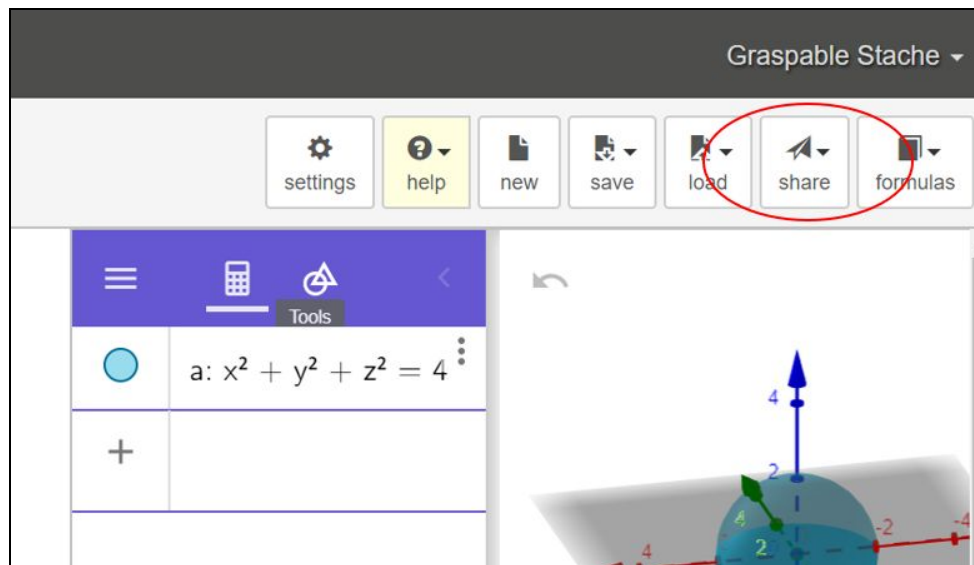 Graspable Stache
settings help new save load share formulas
Tools
a: x² + y² + z² = 4
4
2
4
2
-2
-4
4